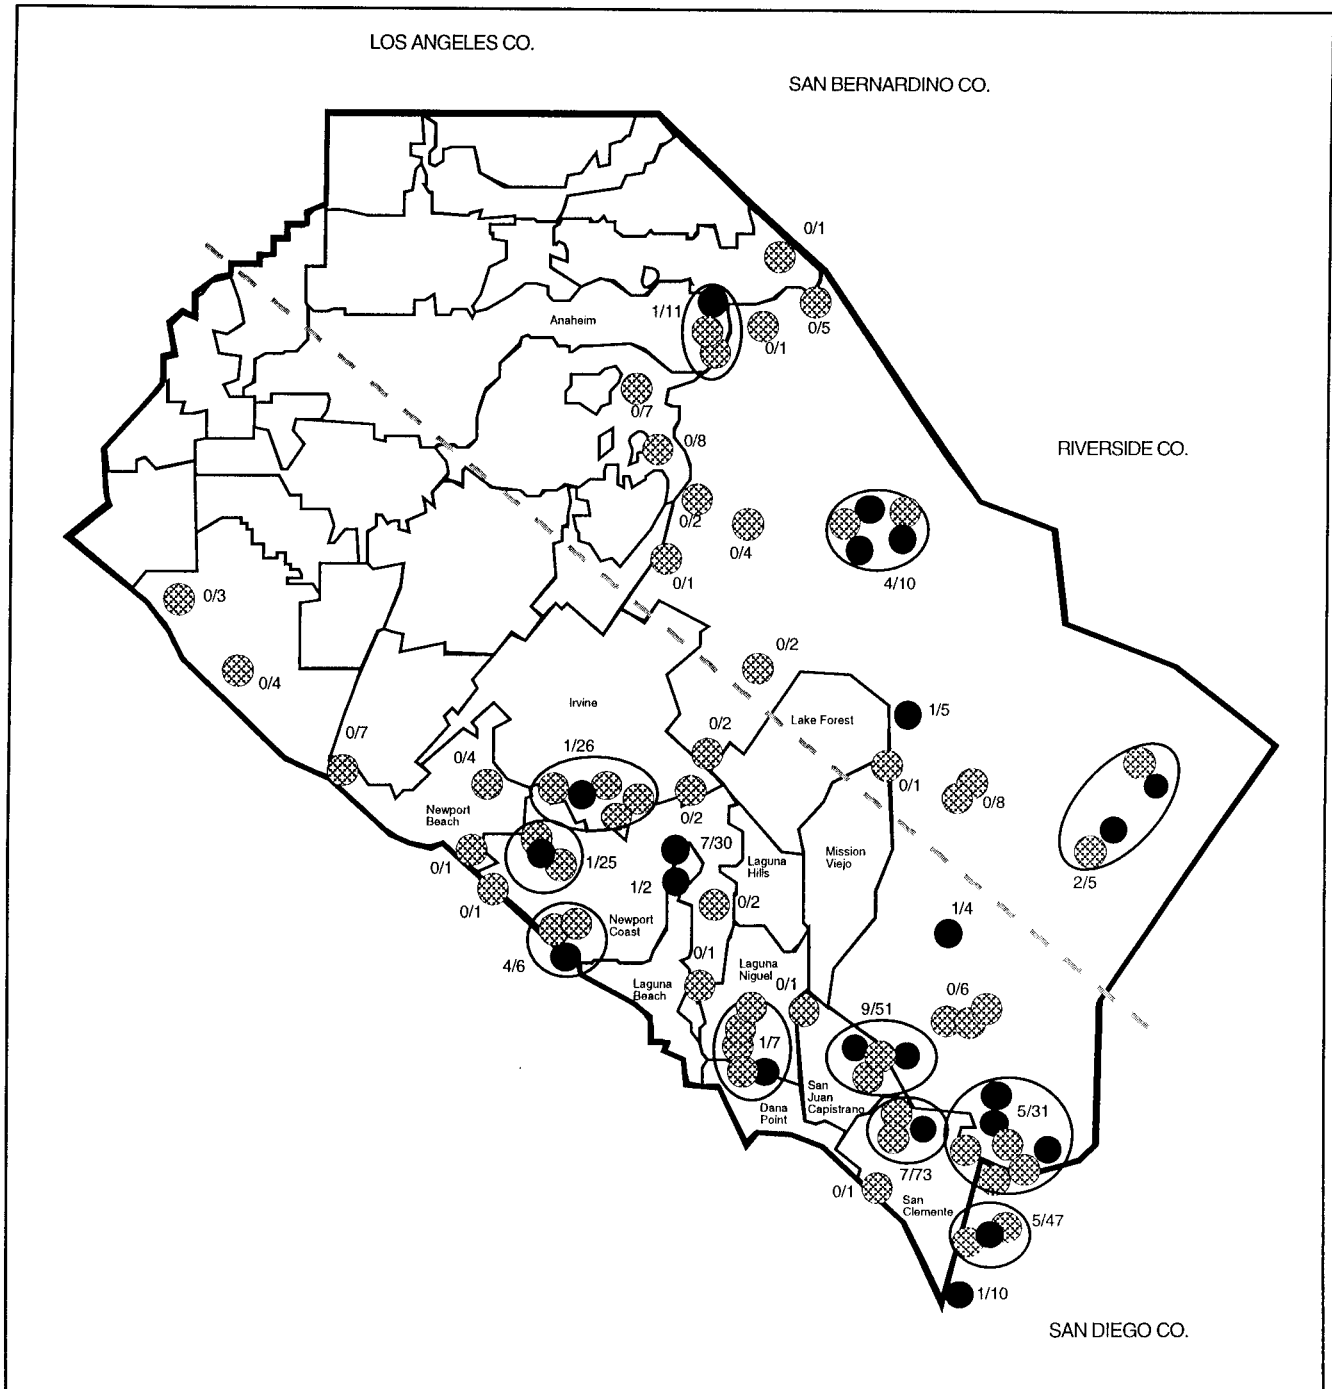 LOS ANGELES CO.
SAN BERNARDINO CO.
0/1
1/11
Anaheim
0/5
0/1
0/7
0/8
RIVERSIDE CO.
0/2
0/4
0/1
4/10
0/3
0/2
0/4
Irvine
Lake Forest
1/5
0/7
0/2
1/26
0/4
0/1
0/8
0/2
Newport
Beach
7/30
0/1
1/25
Laguna
Hills
Mission
Viejo
1/2
2/5
0/1
0/2
1/4
Newport
Coast
4/6
0/1
Laguna
Niguel
Laguna
Beach
0/1
0/6
9/51
1/7
San
Juan
Capistrano
Dana
Point
5/31
7/73
0/1
San
Clemente
5/47
1/10
SAN DIEGO CO.